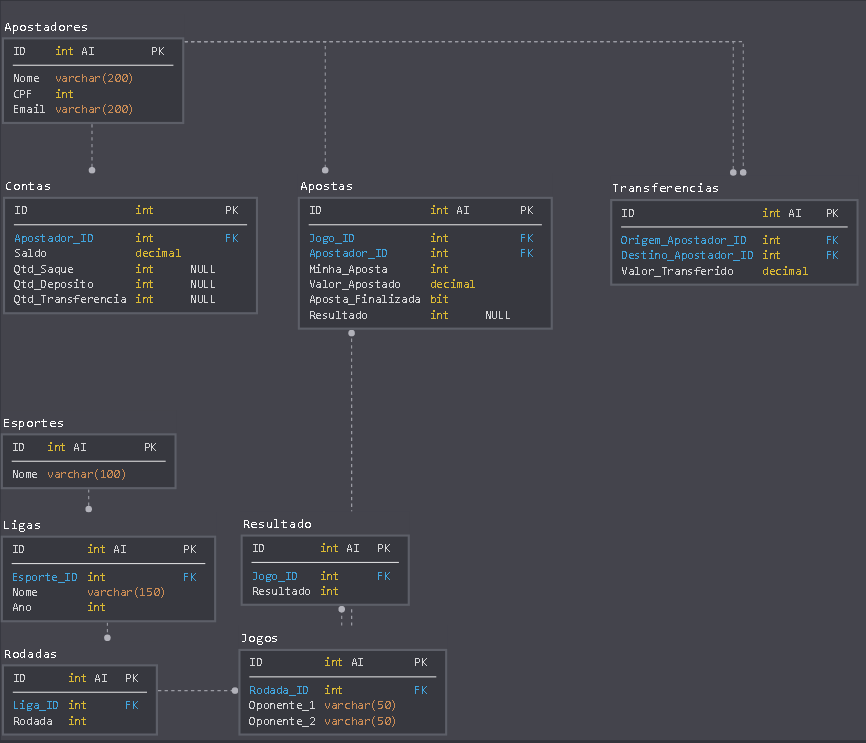 Apostadores
ID int AI PK
Nome varchar(200)
CPF int
Email varchar(200)
Contas
ID int PK
Apostador_ID int FK
Saldo decimal
Qtd_Saque int NULL
Qtd_Deposito int NULL
Qtd_Transferencia int NULL
Apostas
ID int AI PK
Jogo_ID int FK
Apostador_ID int FK
Minha_Aposta int
Valor_Apostado decimal
Aposta_Finalizada bit
Resultado int NULL
Transferencias
ID int AI PK
Origem_Apostador_ID int FK
Destino_Apostador_ID int FK
Valor_Transferido decimal
Esportes
ID int AI PK
Nome varchar(100)
Ligas
ID int AI PK
Esporte_ID int FK
Nome varchar(150)
Ano int
Resultado
ID int AI PK
Jogo_ID int FK
Resultado int
Rodadas
ID int AI PK
Liga_ID int FK
Rodada int
Jogos
ID int AI PK
Rodada_ID int FK
Oponente_1 varchar(50)
Oponente_2 varchar(50)